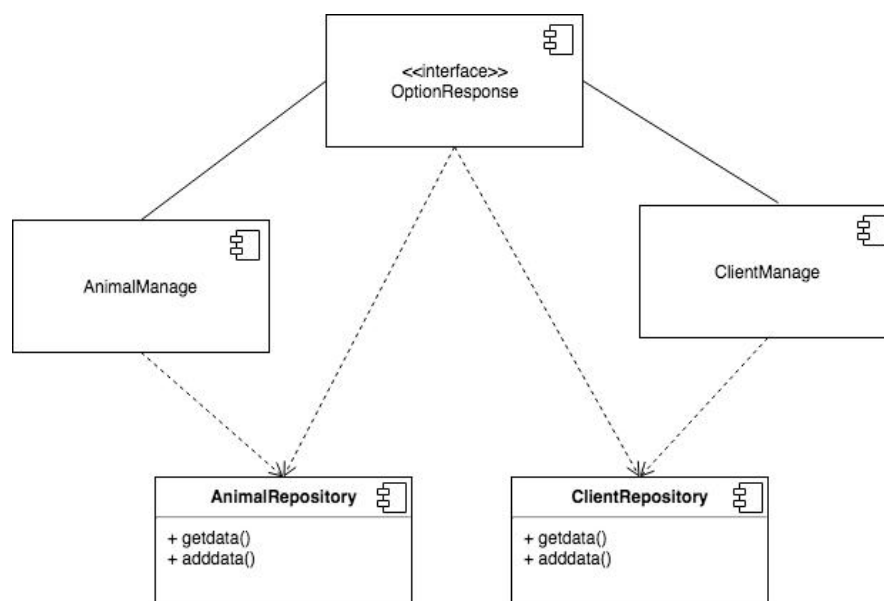 <<interface>>
OptionResponse
AnimalManage
ClientManage
AnimalRepository
+ getdata()
+ adddata()
ClientRepository
+ getdata()
+ adddata()